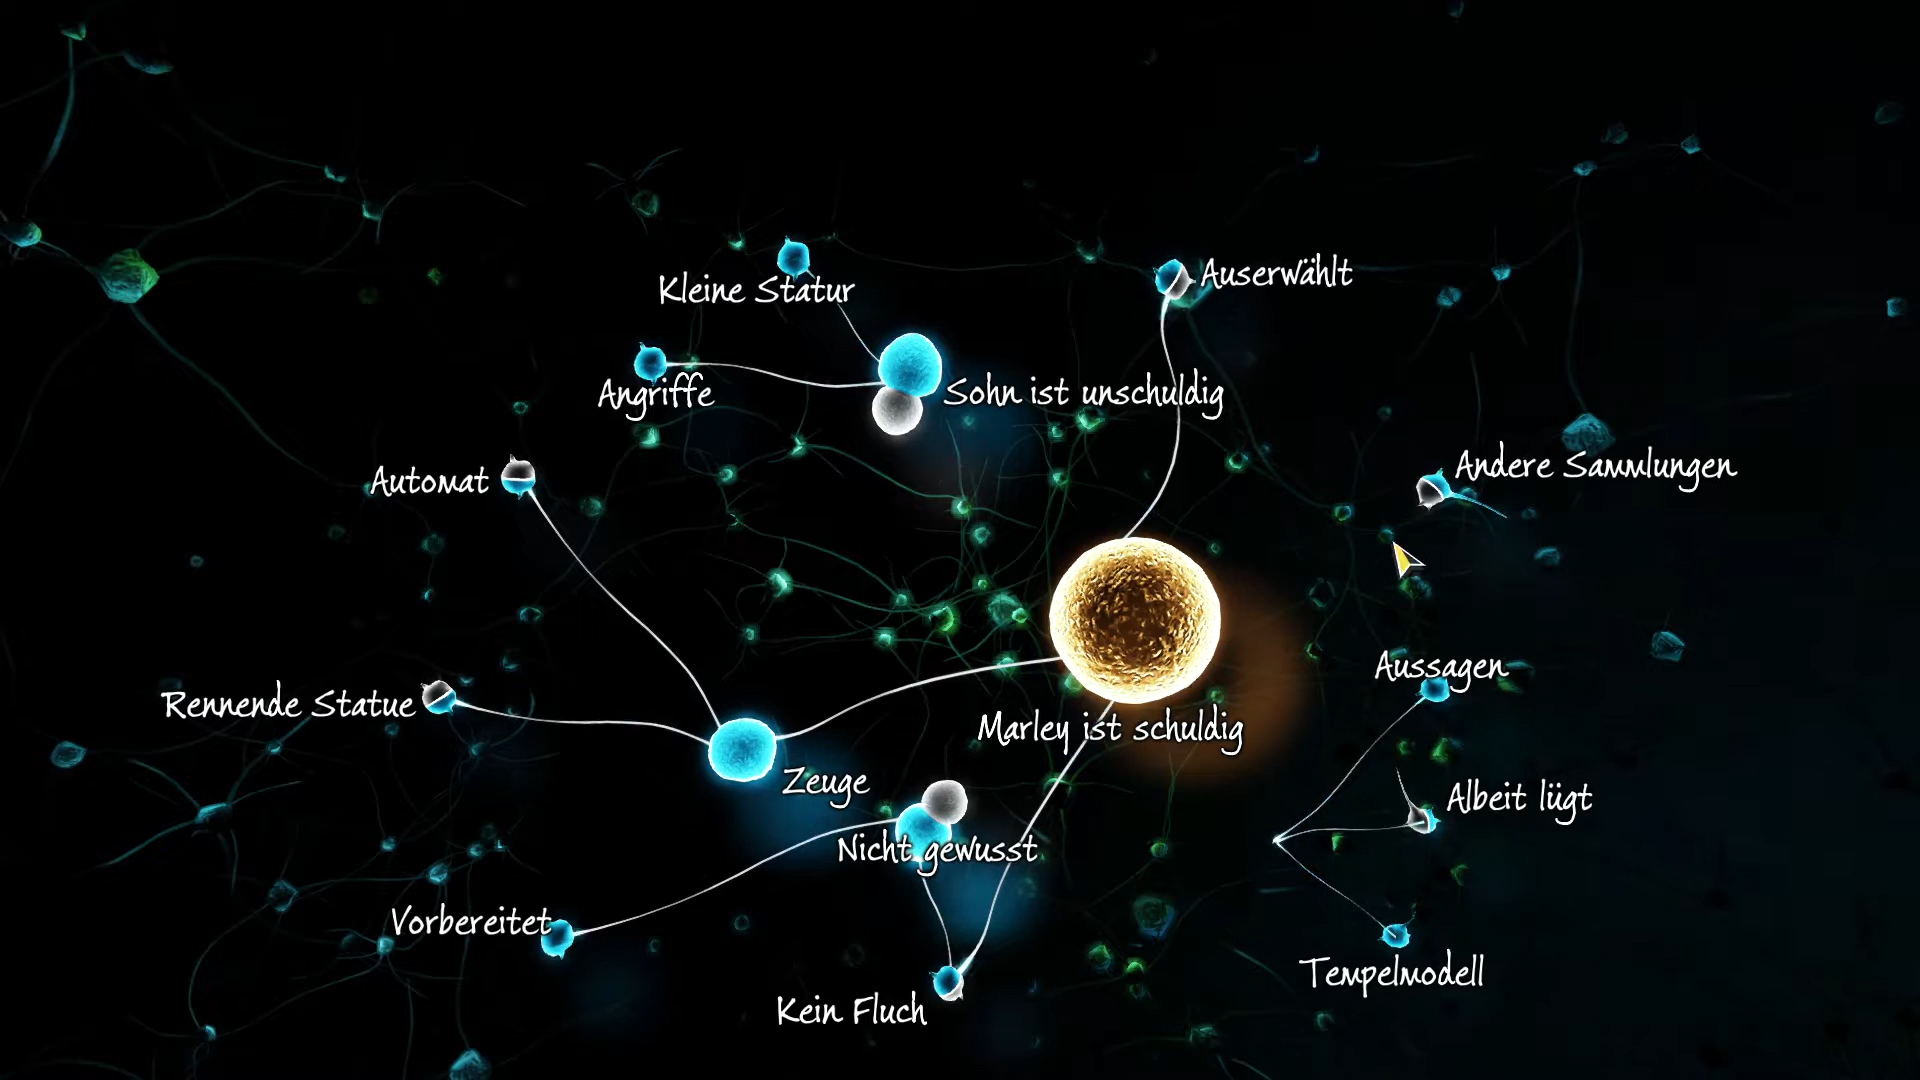 Kleine Statur
Auserwählt
Angriffe
Sohn ist unschuldig
Automat
Andere Sammlungen
Rennende Statue
Aussagen
Marley ist schuldig
Zeuge
Albeit lügt
Nicht gewusst
Vorbereitet
Tempelmodell
Kein Fluch